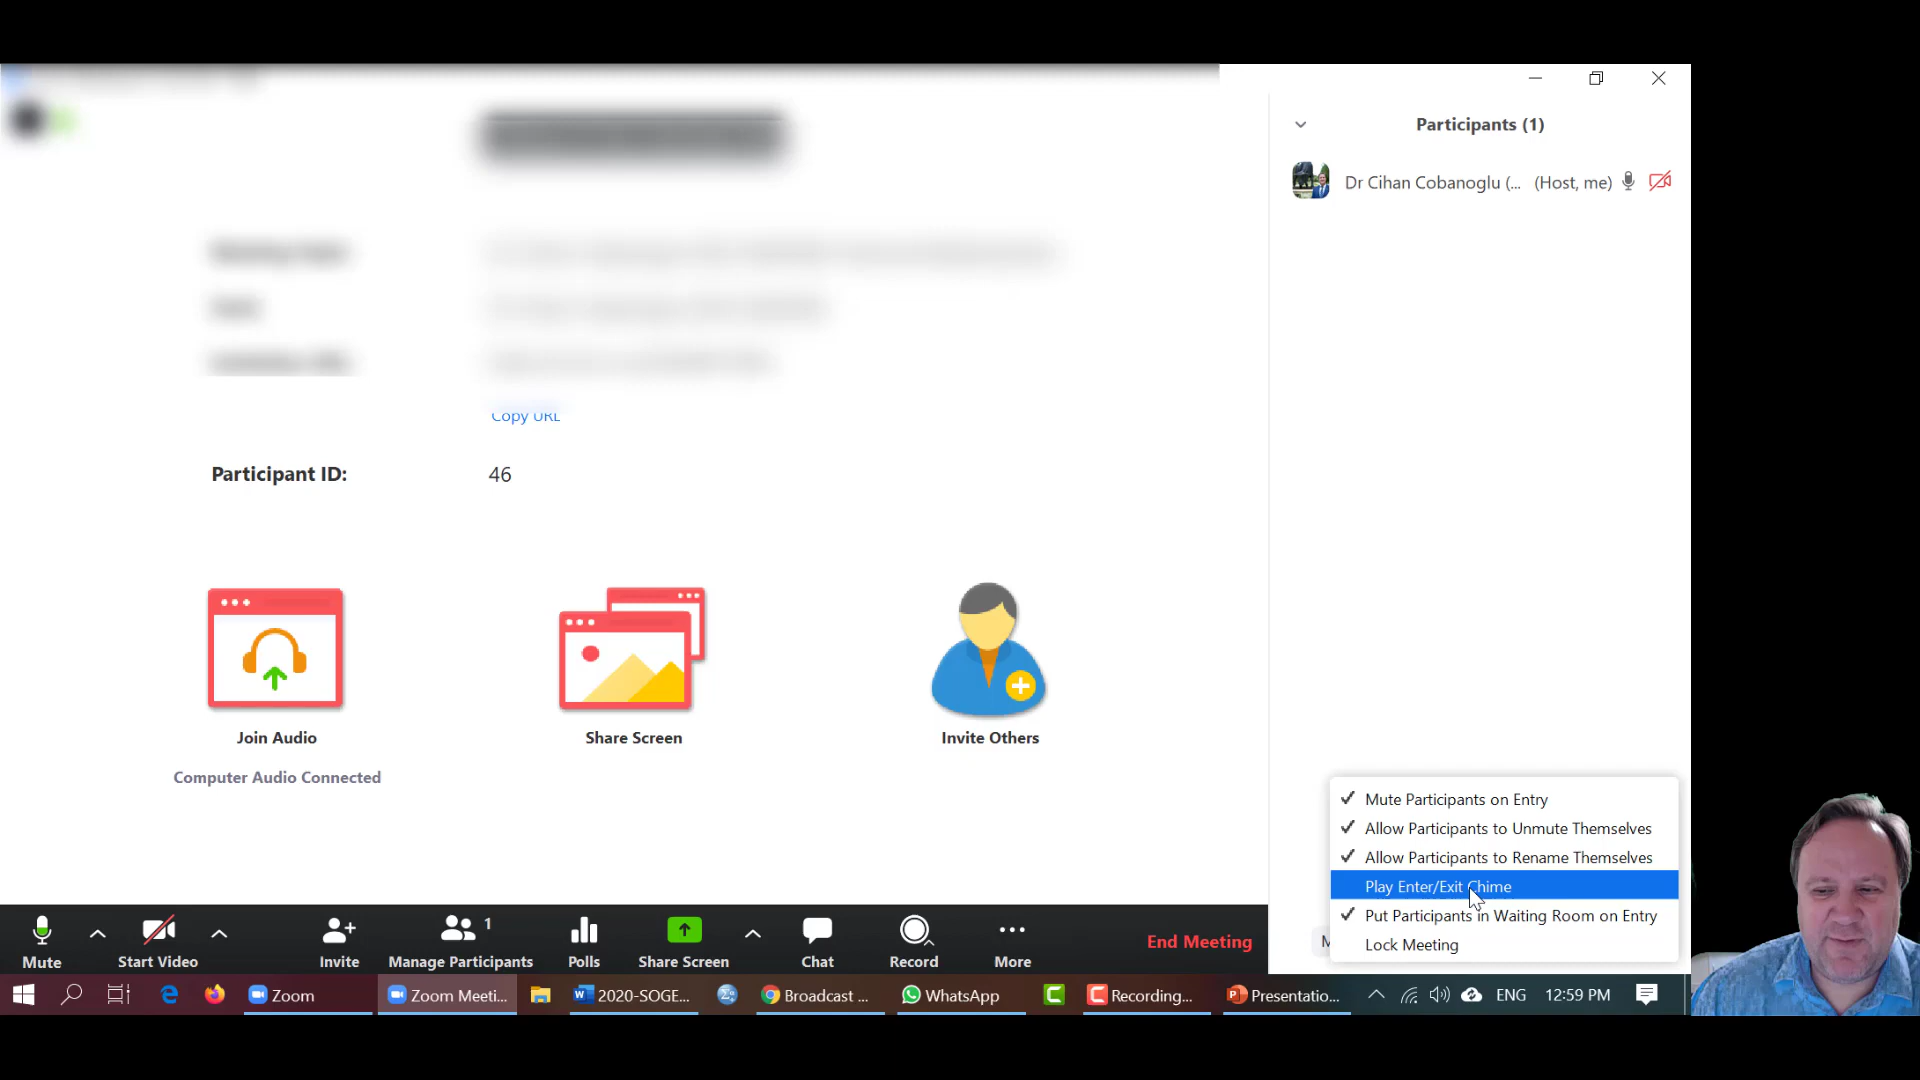 Participants (1)
Dr Cihan Cobanoglu (... (Host, me)
Copy URL
Participant ID: 46
Join Audio
Share Screen
Invite Others
Computer Audio Connected
Mute Participants on Entry
Allow Participants to Unmute Themselves
Allow Participants to Rename Themselves
Play Enter/Exit Chime
Put Participants in Waiting Room on Entry
Lock Meeting
1
End Meeting
M
Mute
Start Video
Invite
Manage Participants
Polls
Share Screen
Chat
Record
More
Zoom
Zoom Meeti...
2020-SOGE...
Broadcast ...
WhatsApp
Recording...
Presentatio...
ENG
12:59 PM